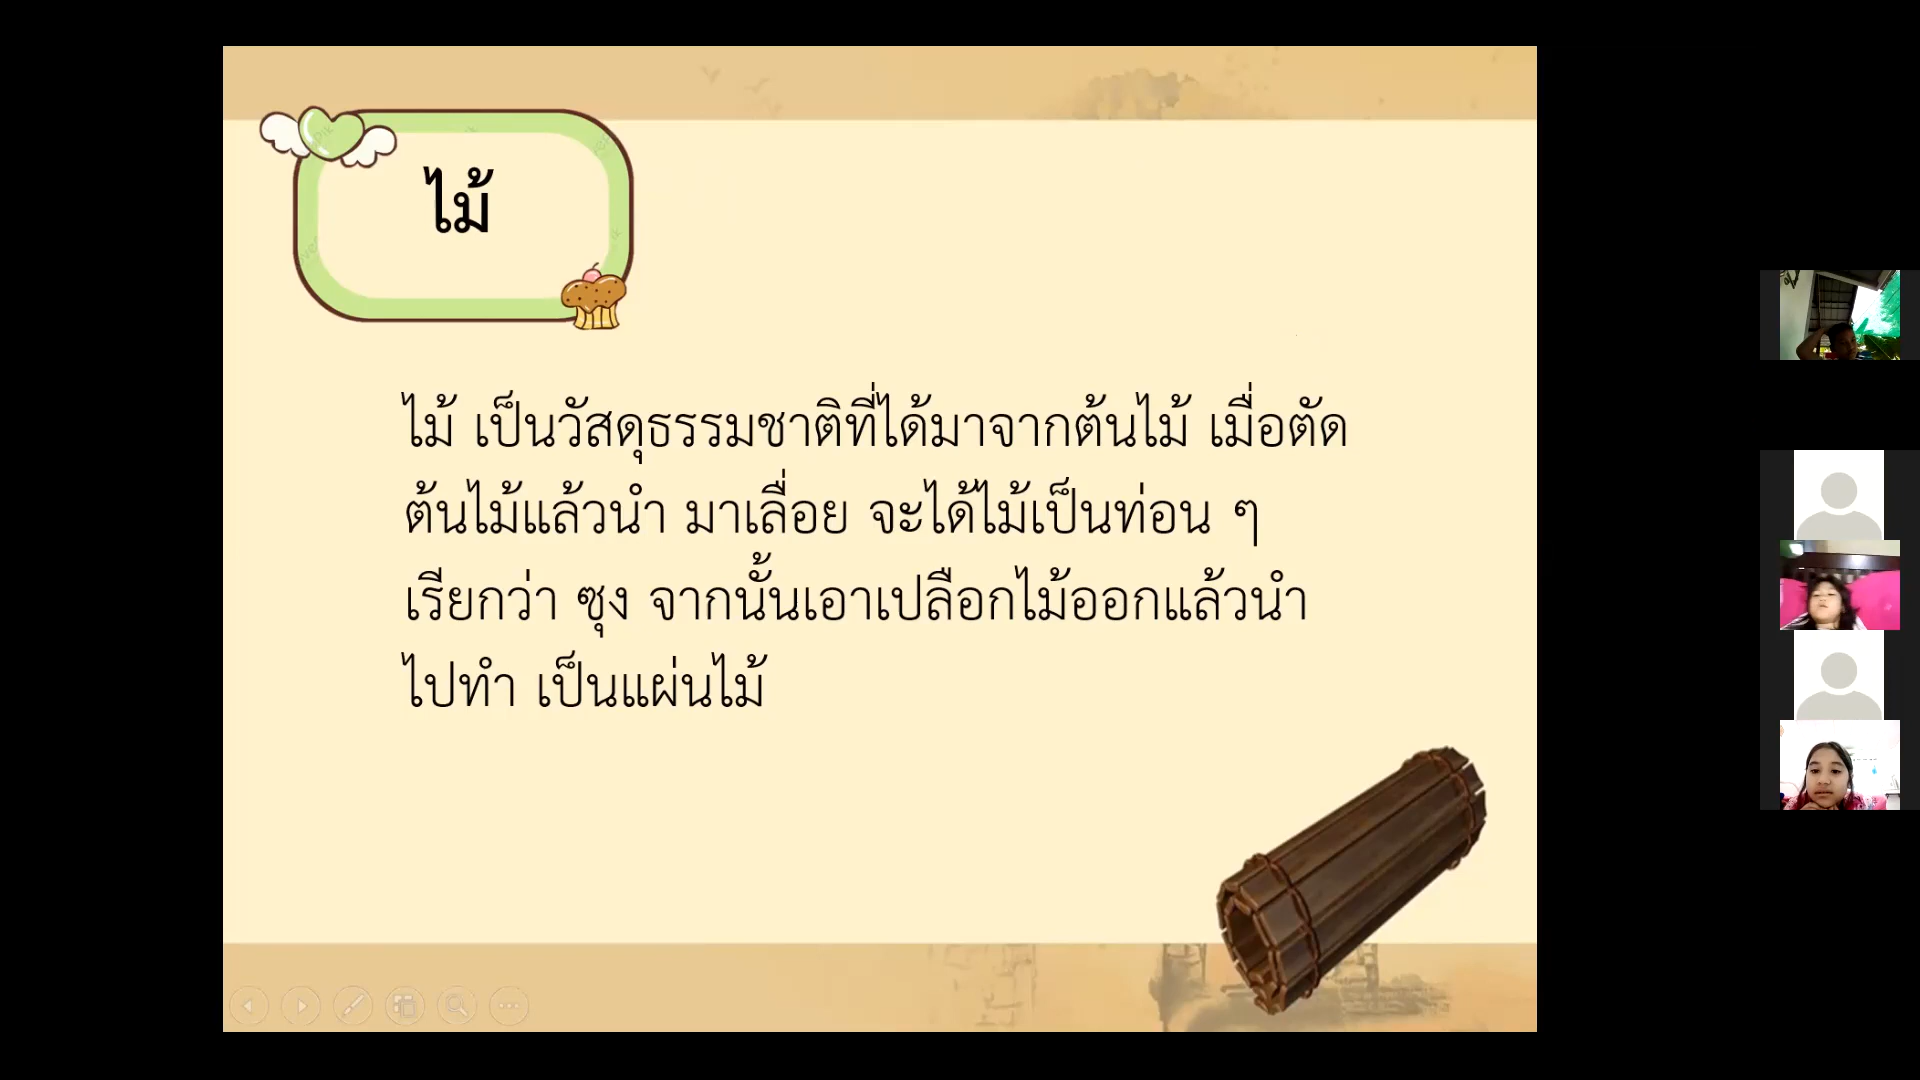 ไม้
ไม้ เป็นวัสดุธรรมชาติที่ได้มาจากต้นไม้ เมื่อตัด
ต้นไม้แล้วนำ มาเลื่อย จะได้ไม้เป็นท่อน ๆ
เรียกว่า ซุง จากนั้นเอาเปลือกไม้ออกแล้วนำ
ไปทำ เป็นแผ่นไม้